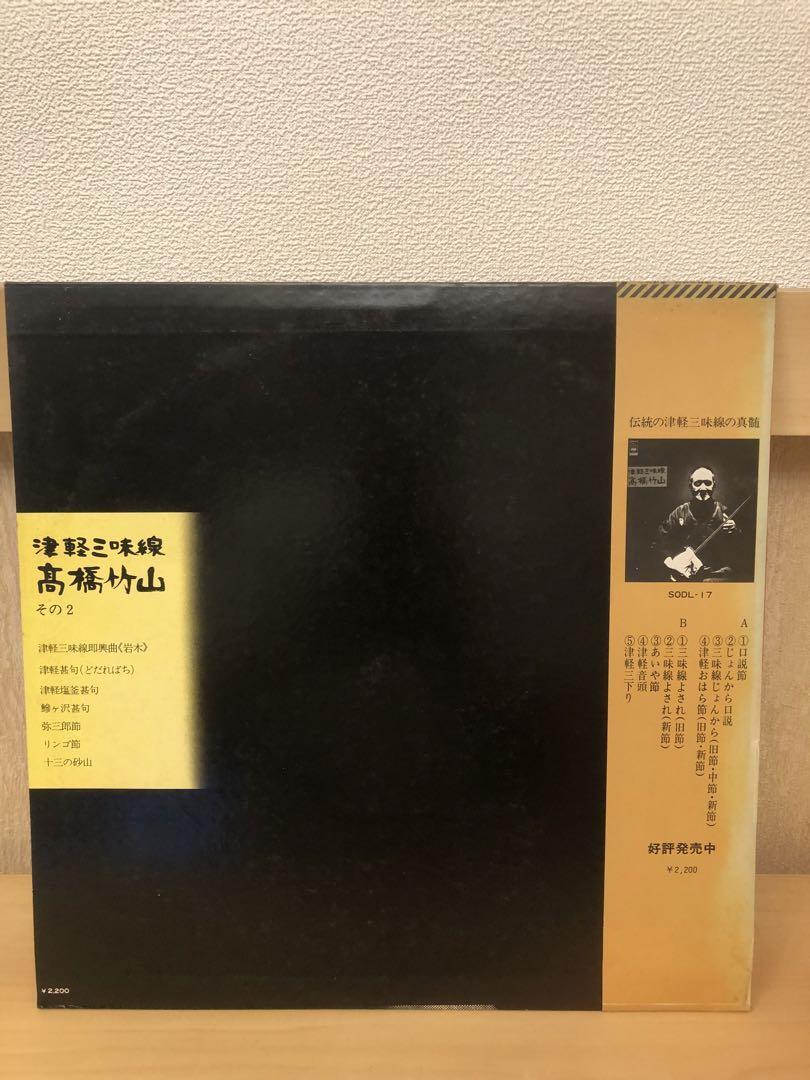 津軽三味線
高橋竹山
その2
津軽三味線即興曲《岩木》
津軽甚句(どだればち)
津軽塩釜甚句
鰺ヶ沢甚句
弥三郎節
リンゴ節
十三の砂山
¥2,200
伝統の津軽三味線の真髄
津軽三味線
高橋竹山
SODL-17
A
①口説節
②じょんから口説
③三味線じょんから(旧節・中節・新節)
④津軽おはら節(旧節・新節)
B
①三味線よされ(旧節)
②三味線よされ(新節)
③あいや節
④津軽音頭
⑤津軽三下り
好評発売中
¥2,200